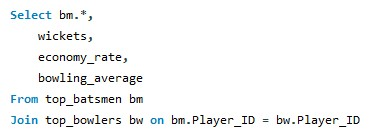 Select bm.*,
    wickets,
    economy_rate,
    bowling_average
From top_batsmen bm
Join top_bowlers bw on bm.Player_ID = bw.Player_ID